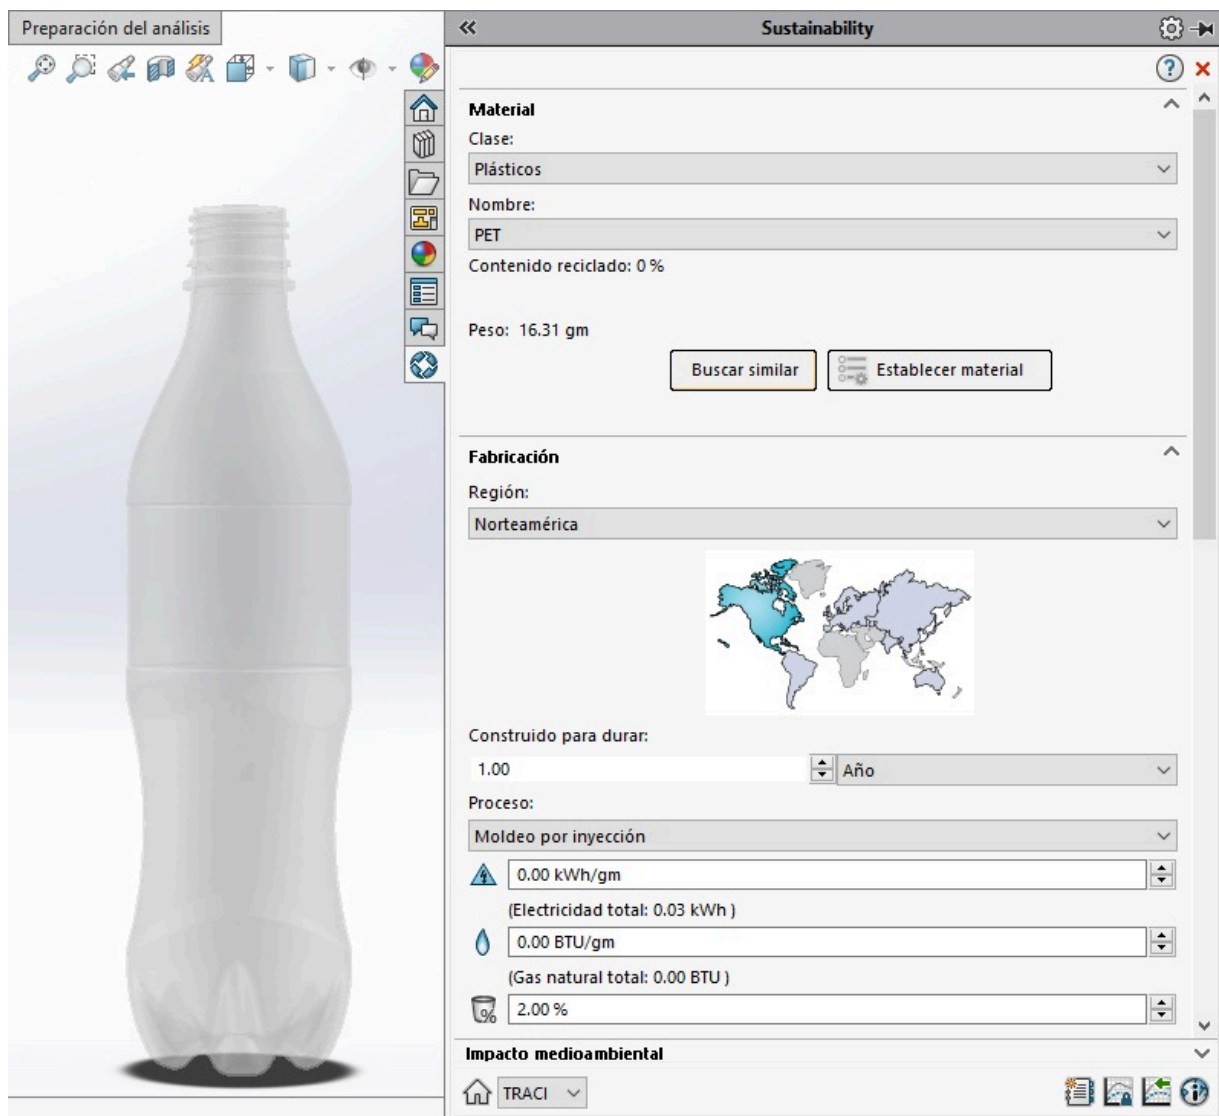 Preparación del análisis
Sustainability
Material
Clase:
Plásticos
Nombre:
PET
Contenido reciclado: 0 %
Peso: 16.31 gm
Buscar similar
Establecer material
Fabricación
Región:
Norteamérica
Construido para durar:
1.00
Año
Proceso:
Moldeo por inyección
0.00 kWh/gm
(Electricidad total: 0.03 kWh )
0.00 BTU/gm
(Gas natural total: 0.00 BTU )
2.00 %
Impacto medioambiental
TRACI